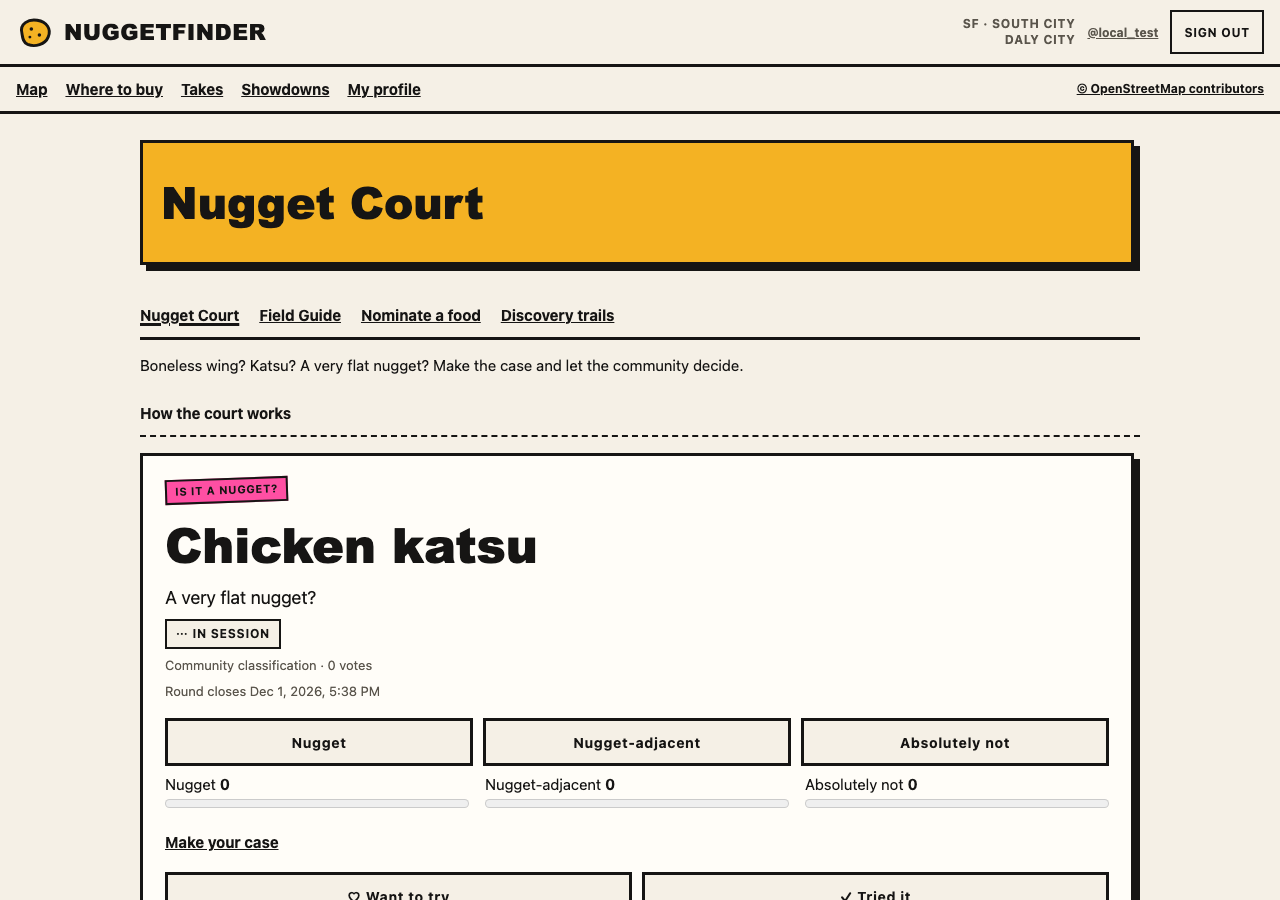 NUGGETFINDER
SF · SOUTH CITY
DALY CITY
@local_test
SIGN OUT
Map Where to buy Takes Showdowns My profile
© OpenStreetMap contributors
Nugget Court
Nugget Court Field Guide Nominate a food Discovery trails
Boneless wing? Katsu? A very flat nugget? Make the case and let the community decide.
How the court works
IS IT A NUGGET?
Chicken katsu
A very flat nugget?
··· IN SESSION
Community classification · 0 votes
Round closes Dec 1, 2026, 5:38 PM
Nugget Nugget-adjacent Absolutely not
Nugget 0 Nugget-adjacent 0 Absolutely not 0
Make your case
♡ Want to try ✓ Tried it